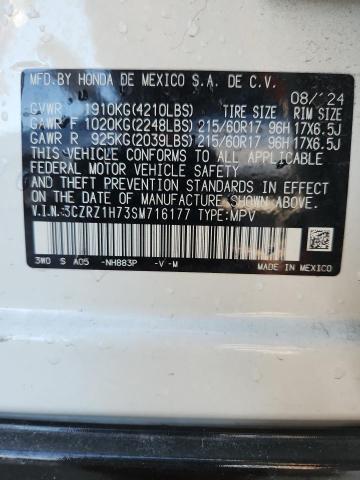 MFD.BY HONDA DE MEXICO S.A. DE C.V.
08/'24
GVWR 1910KG(4210LBS) TIRE SIZE RIM SIZE
GAWR F 1020KG(2248LBS) 215/60R17 96H 17X6.5J
GAWR R 925KG(2039LBS) 215/60R17 96H 17X6.5J
THIS VEHICLE CONFORMS TO ALL APPLICABLE
FEDERAL MOTOR VEHICLE SAFETY AND THEFT
PREVENTION STANDARDS IN EFFECT ON THE
DATE OF MANUFACTURE SHOWN ABOVE.
V.I.N.:3CZRZ1H73SM716177 TYPE:MPV
3W0 S A05 -NH883P -V -M MADE IN MEXICO